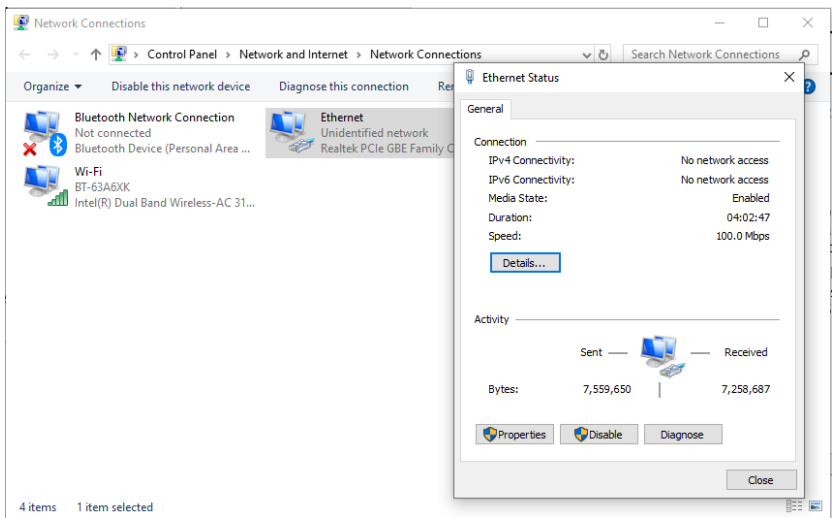 Network Connections
Control Panel > Network and Internet > Network Connections
Search Network Connections
Organize
Disable this network device
Diagnose this connection
Bluetooth Network Connection
Not connected
Bluetooth Device (Personal Area ...
Ethernet
Unidentified network
Realtek PCIe GBE Family
Wi-Fi
BT-63A6XK
Intel(R) Dual Band Wireless-AC 31...
4 items
1 item selected
Ethernet Status
General
Connection
IPv4 Connectivity: No network access
IPv6 Connectivity: No network access
Media State: Enabled
Duration: 04:02:47
Speed: 100.0 Mbps
Details...
Activity
Sent — — Received
Bytes: 7,559,650 | 7,258,687
Properties
Disable
Diagnose
Close